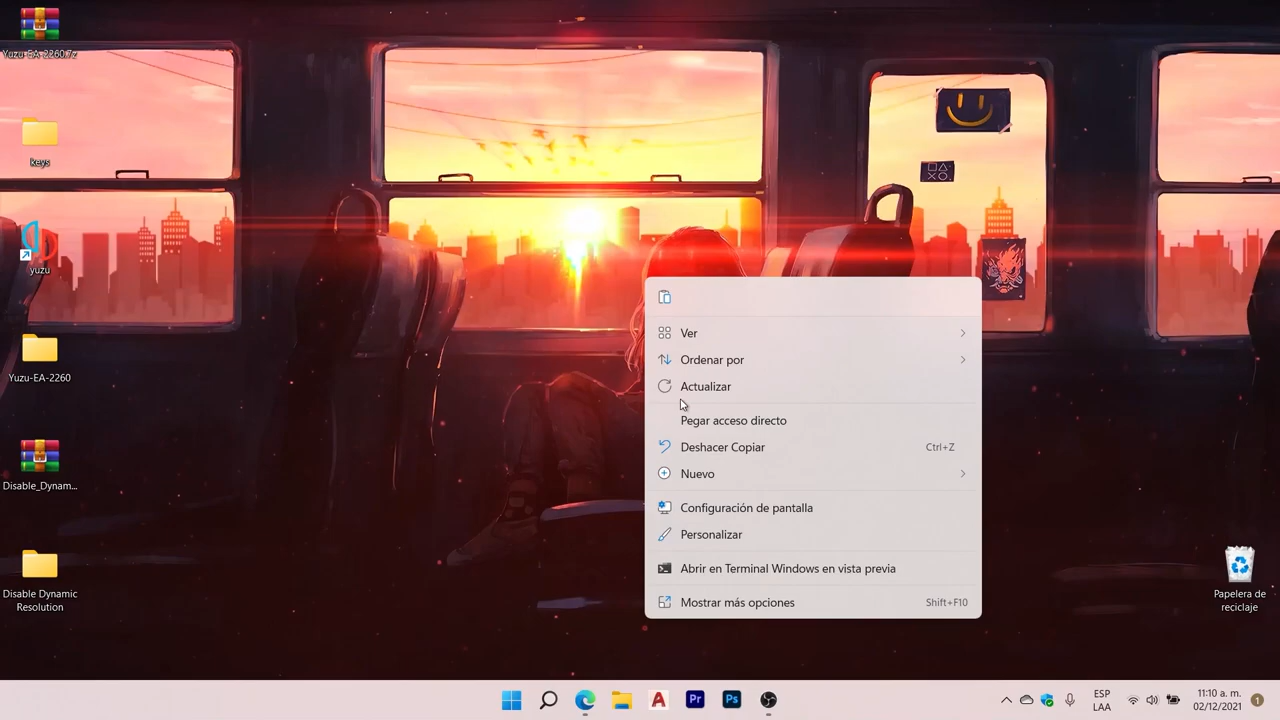 Yuzu-EA-2260.7z
keys
yuzu
Yuzu-EA-2260
Disable_Dynam...
Disable Dynamic
Resolution
Ver
Ordenar por
Actualizar
Pegar acceso directo
Deshacer Copiar Ctrl+Z
Nuevo
Configuración de pantalla
Personalizar
Abrir en Terminal Windows en vista previa
Mostrar más opciones Shift+F10
Papelera de
reciclaje
A
Pr
Ps
ESP
LAA
11:10 a. m.
02/12/2021
1